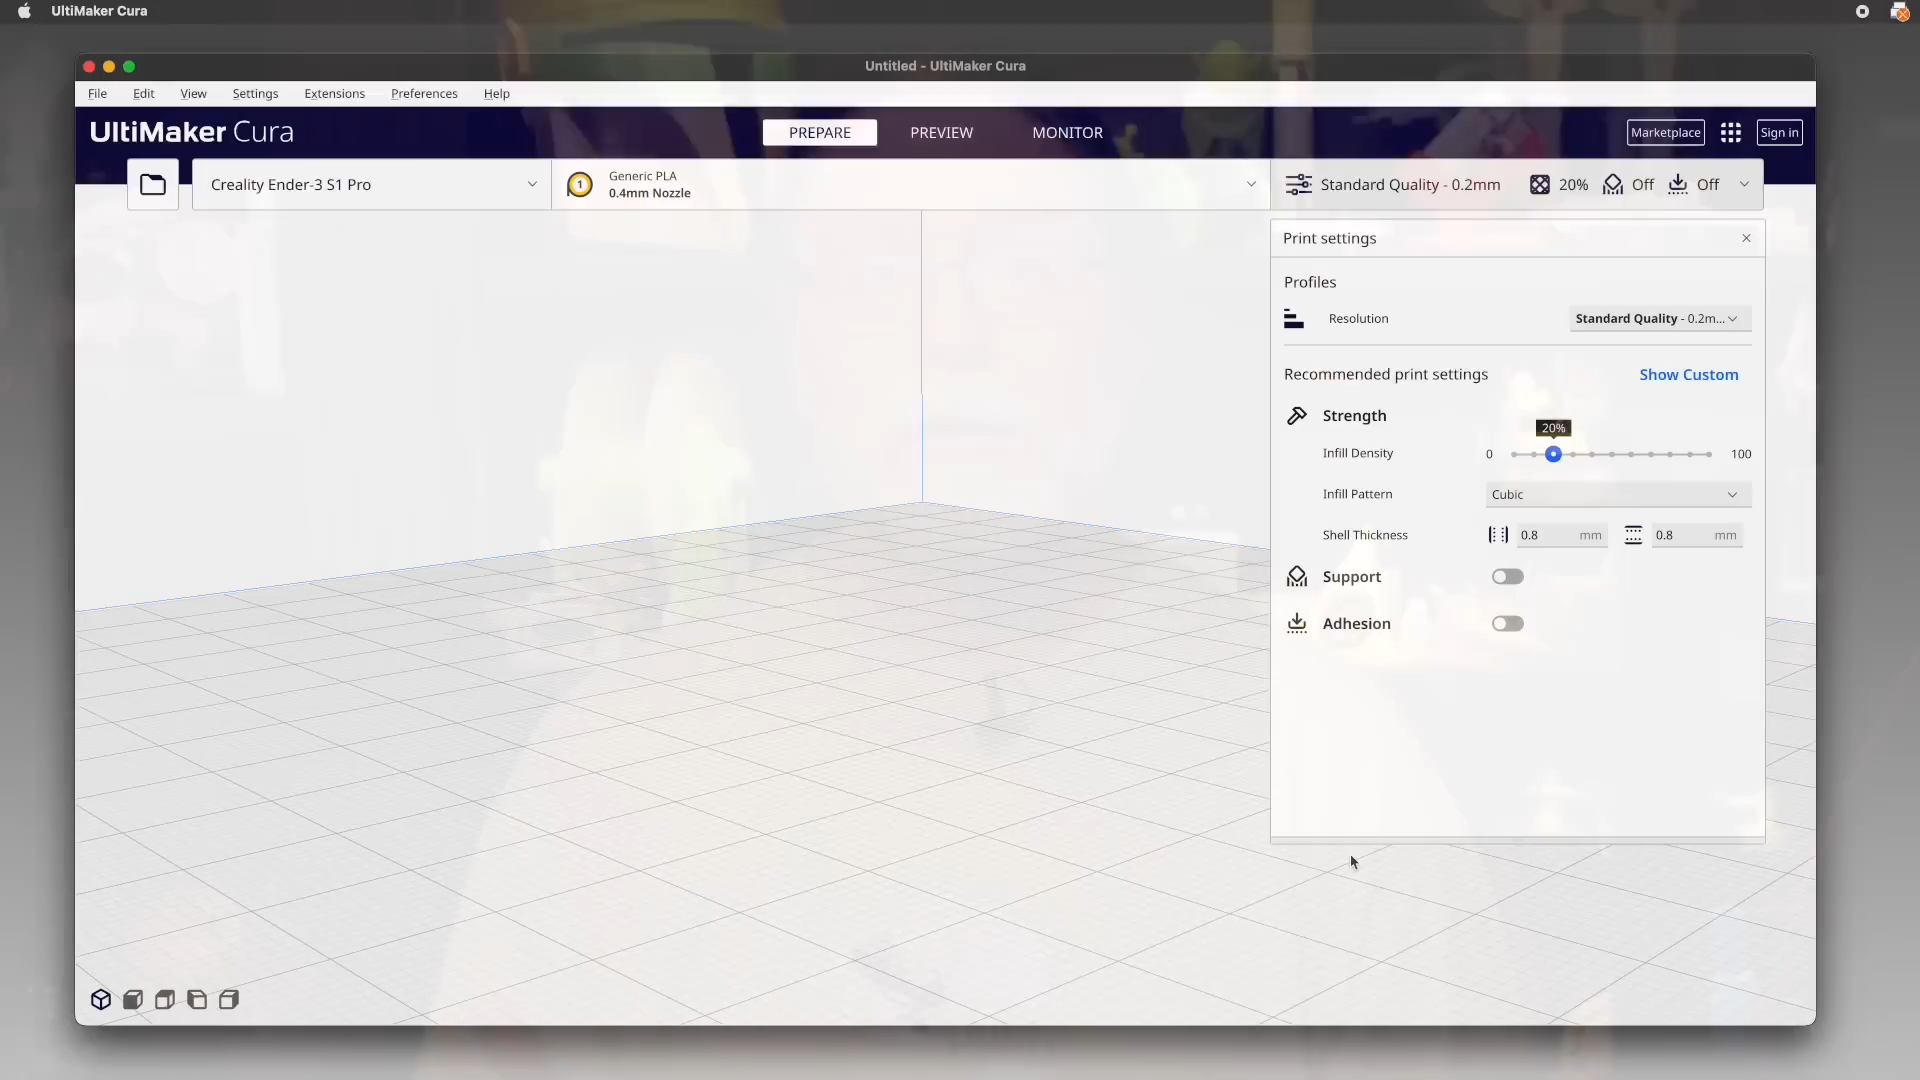 UltiMaker Cura
Untitled - UltiMaker Cura
File Edit View Settings Extensions Preferences Help
UltiMaker Cura PREPARE PREVIEW MONITOR Marketplace Sign in
Creality Ender-3 S1 Pro
1 Generic PLA
0.4mm Nozzle
Standard Quality - 0.2mm 20% Off Off
Print settings
Profiles
Resolution Standard Quality - 0.2m...
Recommended print settings Show Custom
Strength
20%
Infill Density 0 100
Infill Pattern Cubic
Shell Thickness 0.8 mm 0.8 mm
Support
Adhesion